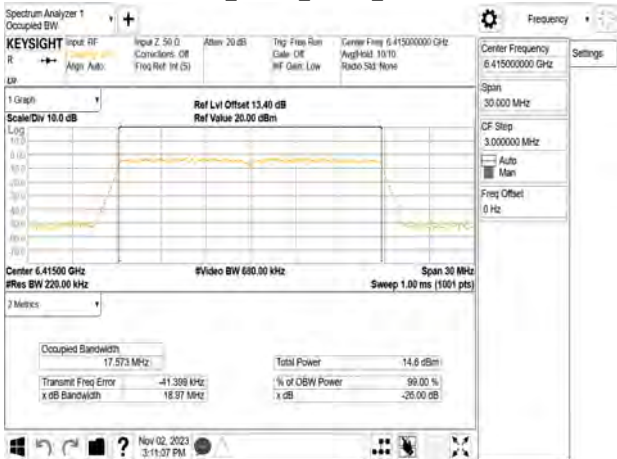 Spectrum Analyzer 1
Occupied BW
Frequency
KEYSIGHT
R
Input: RF
Align: Auto
Input Z: 50 Ω
Corrections: Off
Freq Ref: Int (S)
Atten: 20 dB
Trig: Free Run
Gate: Off
#IF Gain: Low
Center Freq: 6.415000000 GHz
Avg|Hold: 10/10
Radio Std: None
Center Frequency
6.415000000 GHz
Settings
Span
30.000 MHz
CF Step
3.000000 MHz
Auto
Man
Freq Offset
0 Hz
1 Graph
Scale/Div 10.0 dB
Ref Lvl Offset 13.40 dB
Ref Value 20.00 dBm
Log
10.0
0.00
Center 6.41500 GHz
#Video BW 680.00 kHz
Span 30 MHz
#Res BW 220.00 kHz
Sweep 1.00 ms (1001 pts)
2 Metrics
Occupied Bandwidth
17.573 MHz
Total Power
14.6 dBm
Transmit Freq Error
-41.399 kHz
% of OBW Power
99.00 %
x dB Bandwidth
18.97 MHz
x dB
-26.00 dB
?
Nov 02, 2023
3:11:07 PM